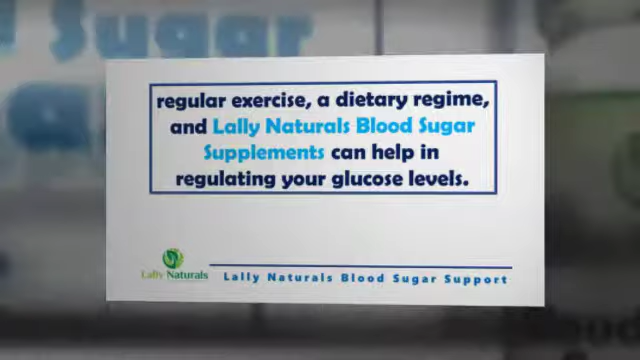 Sugar
regular exercise, a dietary regime,
and Lally Naturals Blood Sugar
Supplements can help in
regulating your glucose levels.
Lally Naturals
Lally Naturals Blood Sugar Support